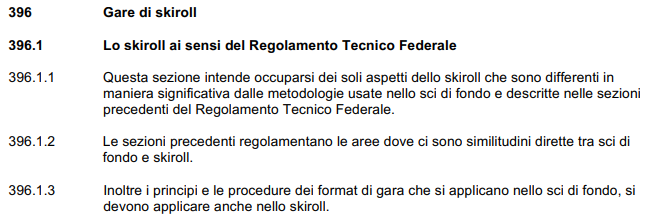 396 Gare di skiroll
396.1 Lo skiroll ai sensi del Regolamento Tecnico Federale
396.1.1 Questa sezione intende occuparsi dei soli aspetti dello skiroll che sono differenti in
maniera significativa dalle metodologie usate nello sci di fondo e descritte nelle sezioni
precedenti del Regolamento Tecnico Federale.
396.1.2 Le sezioni precedenti regolamentano le aree dove ci sono similitudini dirette tra sci di
fondo e skiroll.
396.1.3 Inoltre i principi e le procedure dei format di gara che si applicano nello sci di fondo, si
devono applicare anche nello skiroll.